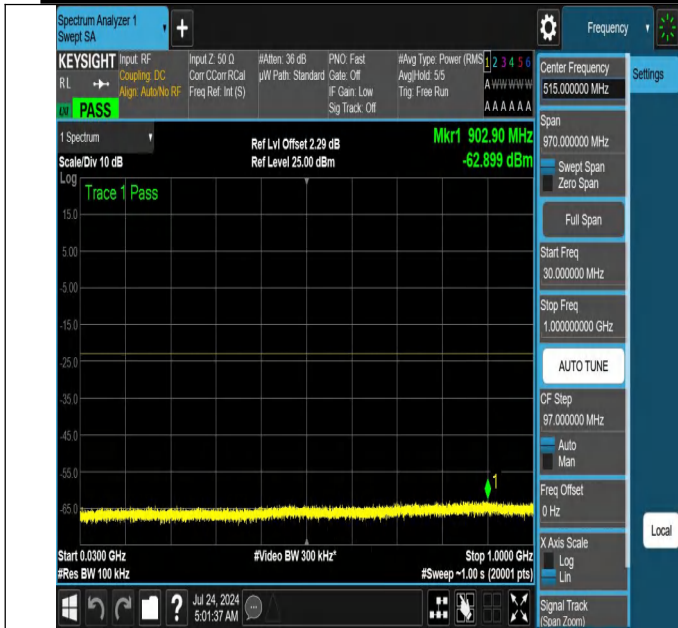 Spectrum Analyzer 1
Swept SA
+
Frequency
KEYSIGHT
RL
LXI
PASS
Input: RF
Coupling: DC
Align: Auto/No RF
Input Z: 50 Ω
Corr CCorr RCal
Freq Ref: Int (S)
#Atten: 36 dB
µW Path: Standard
PNO: Fast
Gate: Off
IF Gain: Low
Sig Track: Off
#Avg Type: Power (RMS
Avg|Hold: 5/5
Trig: Free Run
1 2 3 4 5 6
A W W W W W
A A A A A A
1 Spectrum
Scale/Div 10 dB
Log
Ref Lvl Offset 2.29 dB
Ref Level 25.00 dBm
Mkr1 902.90 MHz
-62.899 dBm
Trace 1 Pass
15.0
5.00
-5.00
-15.0
-25.0
-35.0
-45.0
-55.0
-65.0
1
Start 0.0300 GHz
#Res BW 100 kHz
#Video BW 300 kHz*
Stop 1.0000 GHz
#Sweep ~1.00 s (20001 pts)
?
Jul 24, 2024
5:01:37 AM
Center Frequency
515.000000 MHz
Settings
Span
970.000000 MHz
Swept Span
Zero Span
Full Span
Start Freq
30.000000 MHz
Stop Freq
1.000000000 GHz
AUTO TUNE
CF Step
97.000000 MHz
Auto
Man
Freq Offset
0 Hz
Local
X Axis Scale
Log
Lin
Signal Track
(Span Zoom)